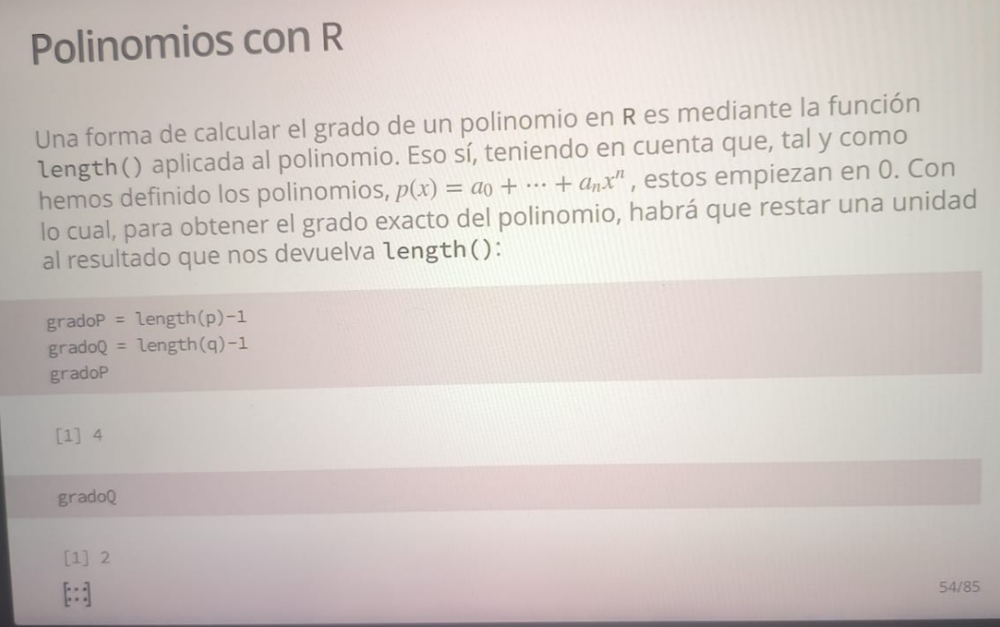 Polinomios con R
Una forma de calcular el grado de un polinomio en R es mediante la función
length() aplicada al polinomio. Eso sí, teniendo en cuenta que, tal y como
hemos definido los polinomios, p(x) = a₀ + ⋯ + aₙxⁿ , estos empiezan en 0. Con
lo cual, para obtener el grado exacto del polinomio, habrá que restar una unidad
al resultado que nos devuelva length():
gradoP = length(p)-1
gradoQ = length(q)-1
gradoP
[1] 4
gradoQ
[1] 2
54/85